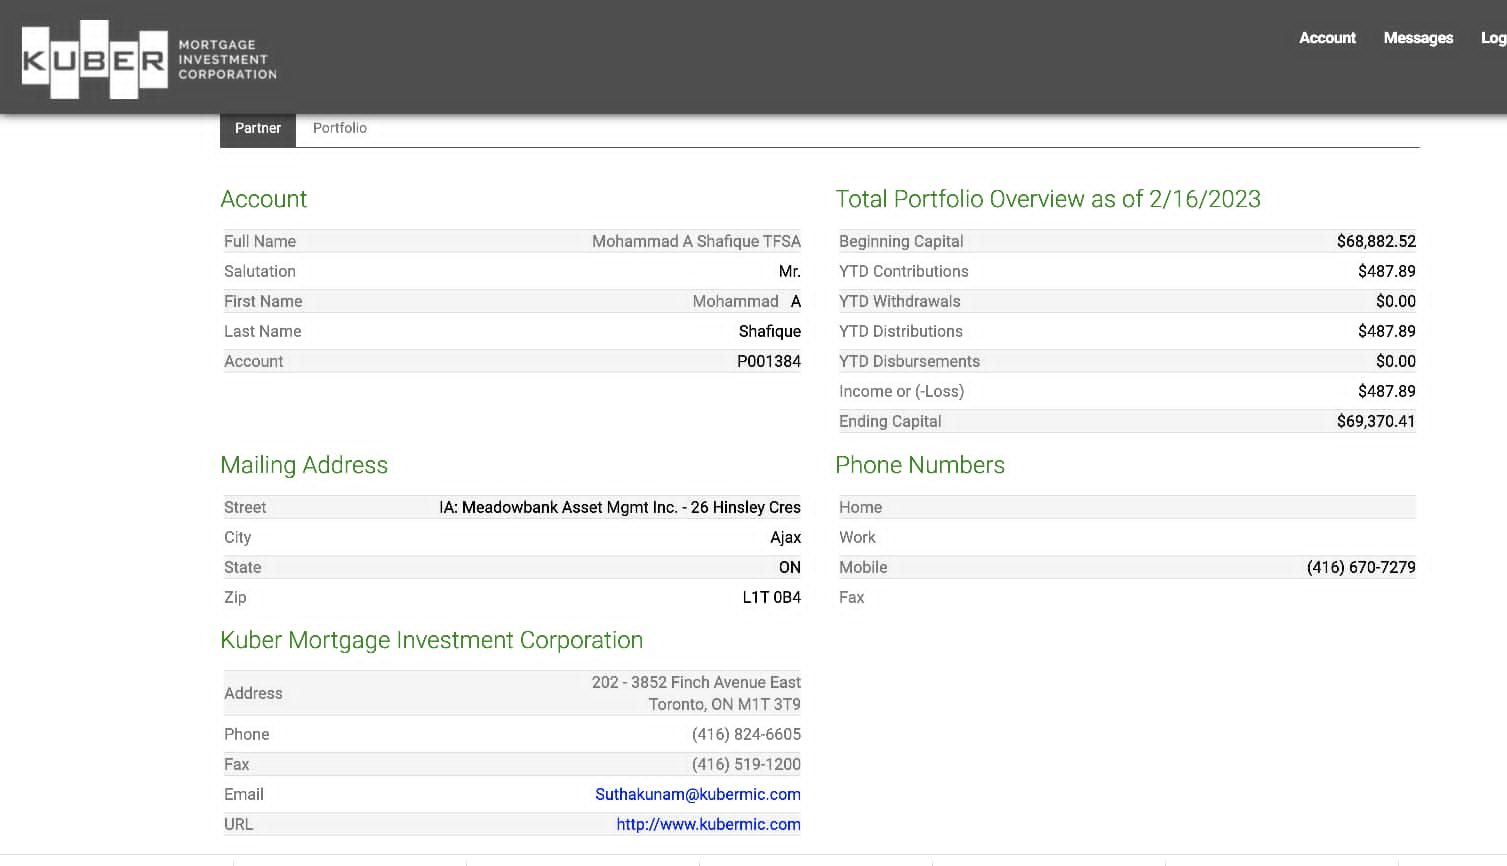 KUBER MORTGAGE INVESTMENT CORPORATION
Account Messages Log
Partner Portfolio
Account
Full Name Mohammad A Shafique TFSA
Salutation Mr.
First Name Mohammad A
Last Name Shafique
Account P001384
Total Portfolio Overview as of 2/16/2023
Beginning Capital $68,882.52
YTD Contributions $487.89
YTD Withdrawals $0.00
YTD Distributions $487.89
YTD Disbursements $0.00
Income or (-Loss) $487.89
Ending Capital $69,370.41
Mailing Address
Street IA: Meadowbank Asset Mgmt Inc. - 26 Hinsley Cres
City Ajax
State ON
Zip L1T 0B4
Phone Numbers
Home
Work
Mobile (416) 670-7279
Fax
Kuber Mortgage Investment Corporation
Address 202 - 3852 Finch Avenue East
Toronto, ON M1T 3T9
Phone (416) 824-6605
Fax (416) 519-1200
Email Suthakunam@kubermic.com
URL http://www.kubermic.com